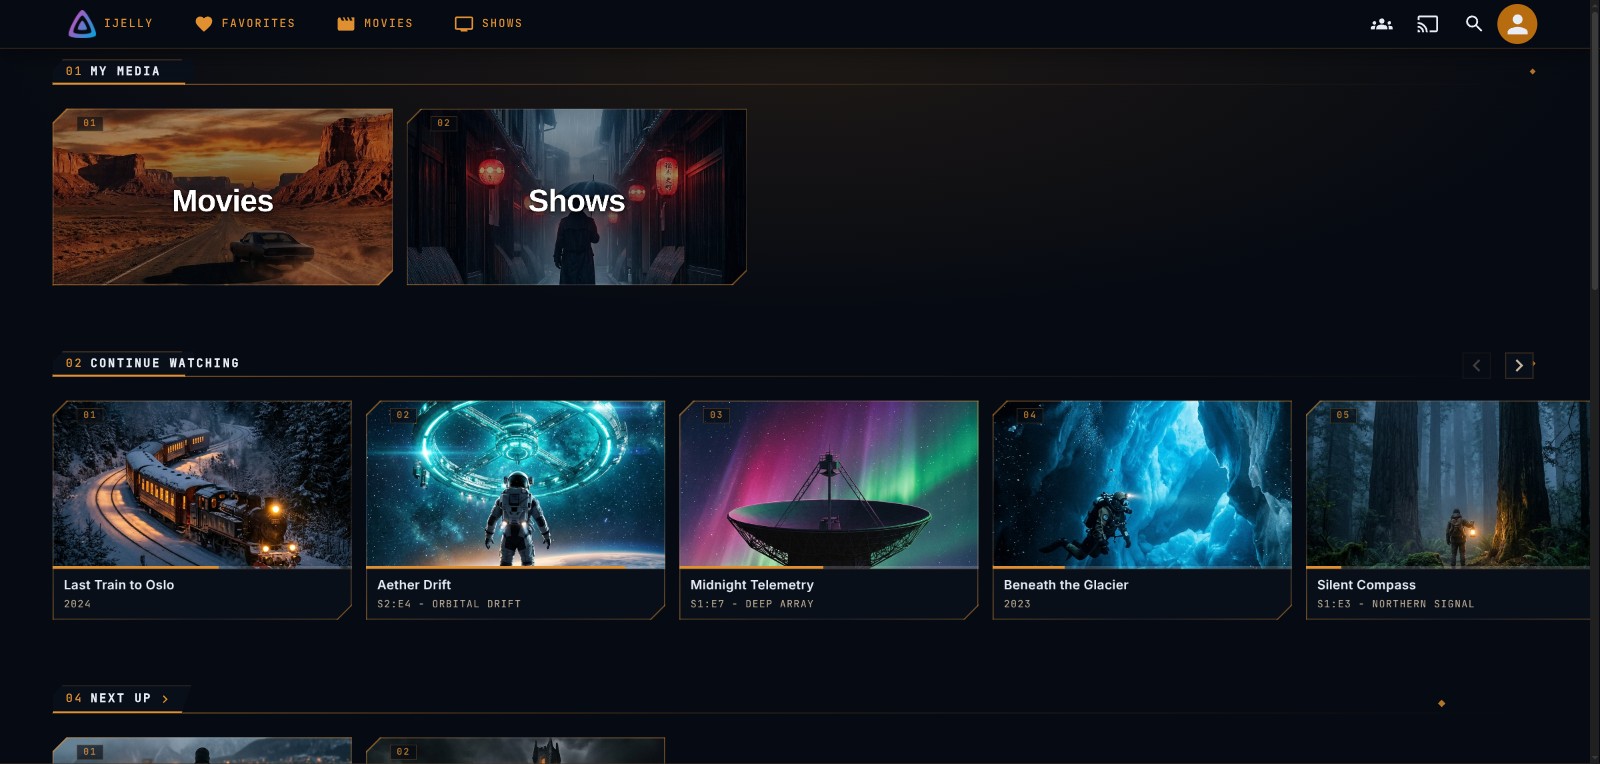 IJELLY
FAVORITES
MOVIES
SHOWS
01 MY MEDIA
01
Movies
02
Shows
02 CONTINUE WATCHING
01
Last Train to Oslo
2024
02
Aether Drift
S2:E4 - ORBITAL DRIFT
03
Midnight Telemetry
S1:E7 - DEEP ARRAY
04
Beneath the Glacier
2023
05
Silent Compass
S1:E3 - NORTHERN SIGNAL
04 NEXT UP
01
02